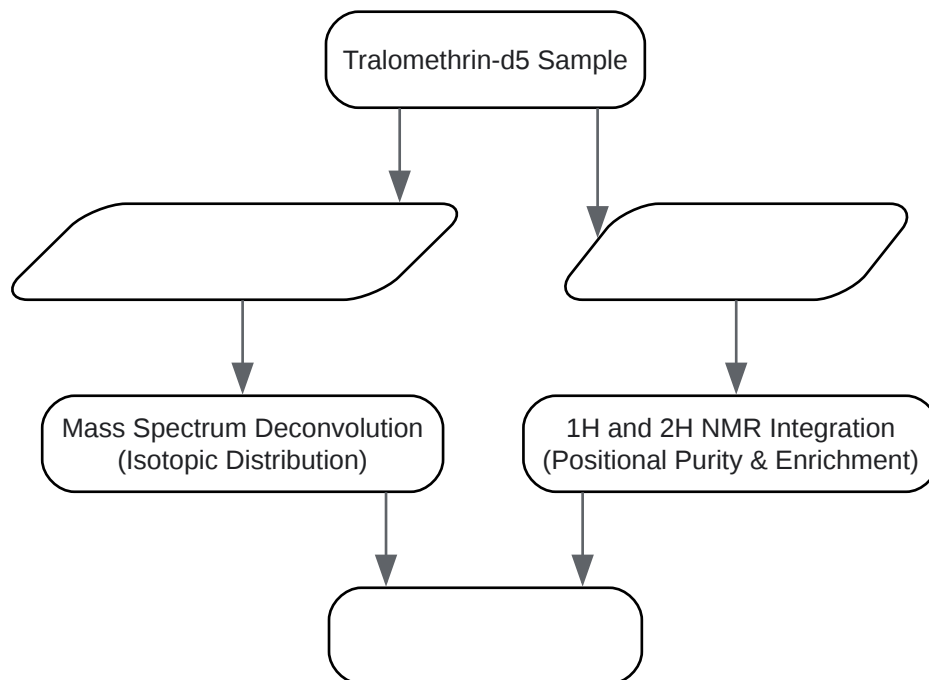 Tralomethrin-d5 Sample
Mass Spectrum Deconvolution
(Isotopic Distribution)
1H and 2H NMR Integration
(Positional Purity & Enrichment)